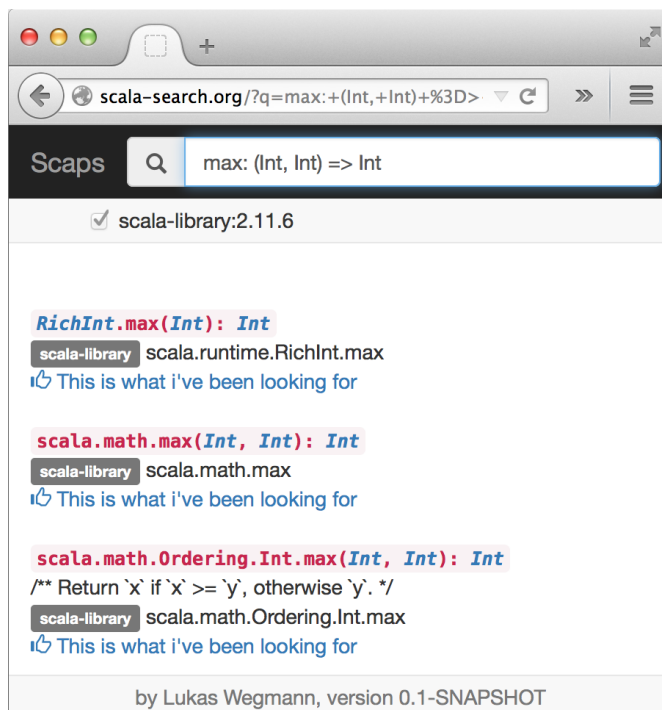 scala-search.org/?q=max:+(Int,+Int)+%3D>
Scaps
max: (Int, Int) => Int
scala-library:2.11.6
RichInt.max(Int): Int
scala-library scala.runtime.RichInt.max
This is what i've been looking for
scala.math.max(Int, Int): Int
scala-library scala.math.max
This is what i've been looking for
scala.math.Ordering.Int.max(Int, Int): Int
/** Return `x` if `x` >= `y`, otherwise `y`. */
scala-library scala.math.Ordering.Int.max
This is what i've been looking for
by Lukas Wegmann, version 0.1-SNAPSHOT